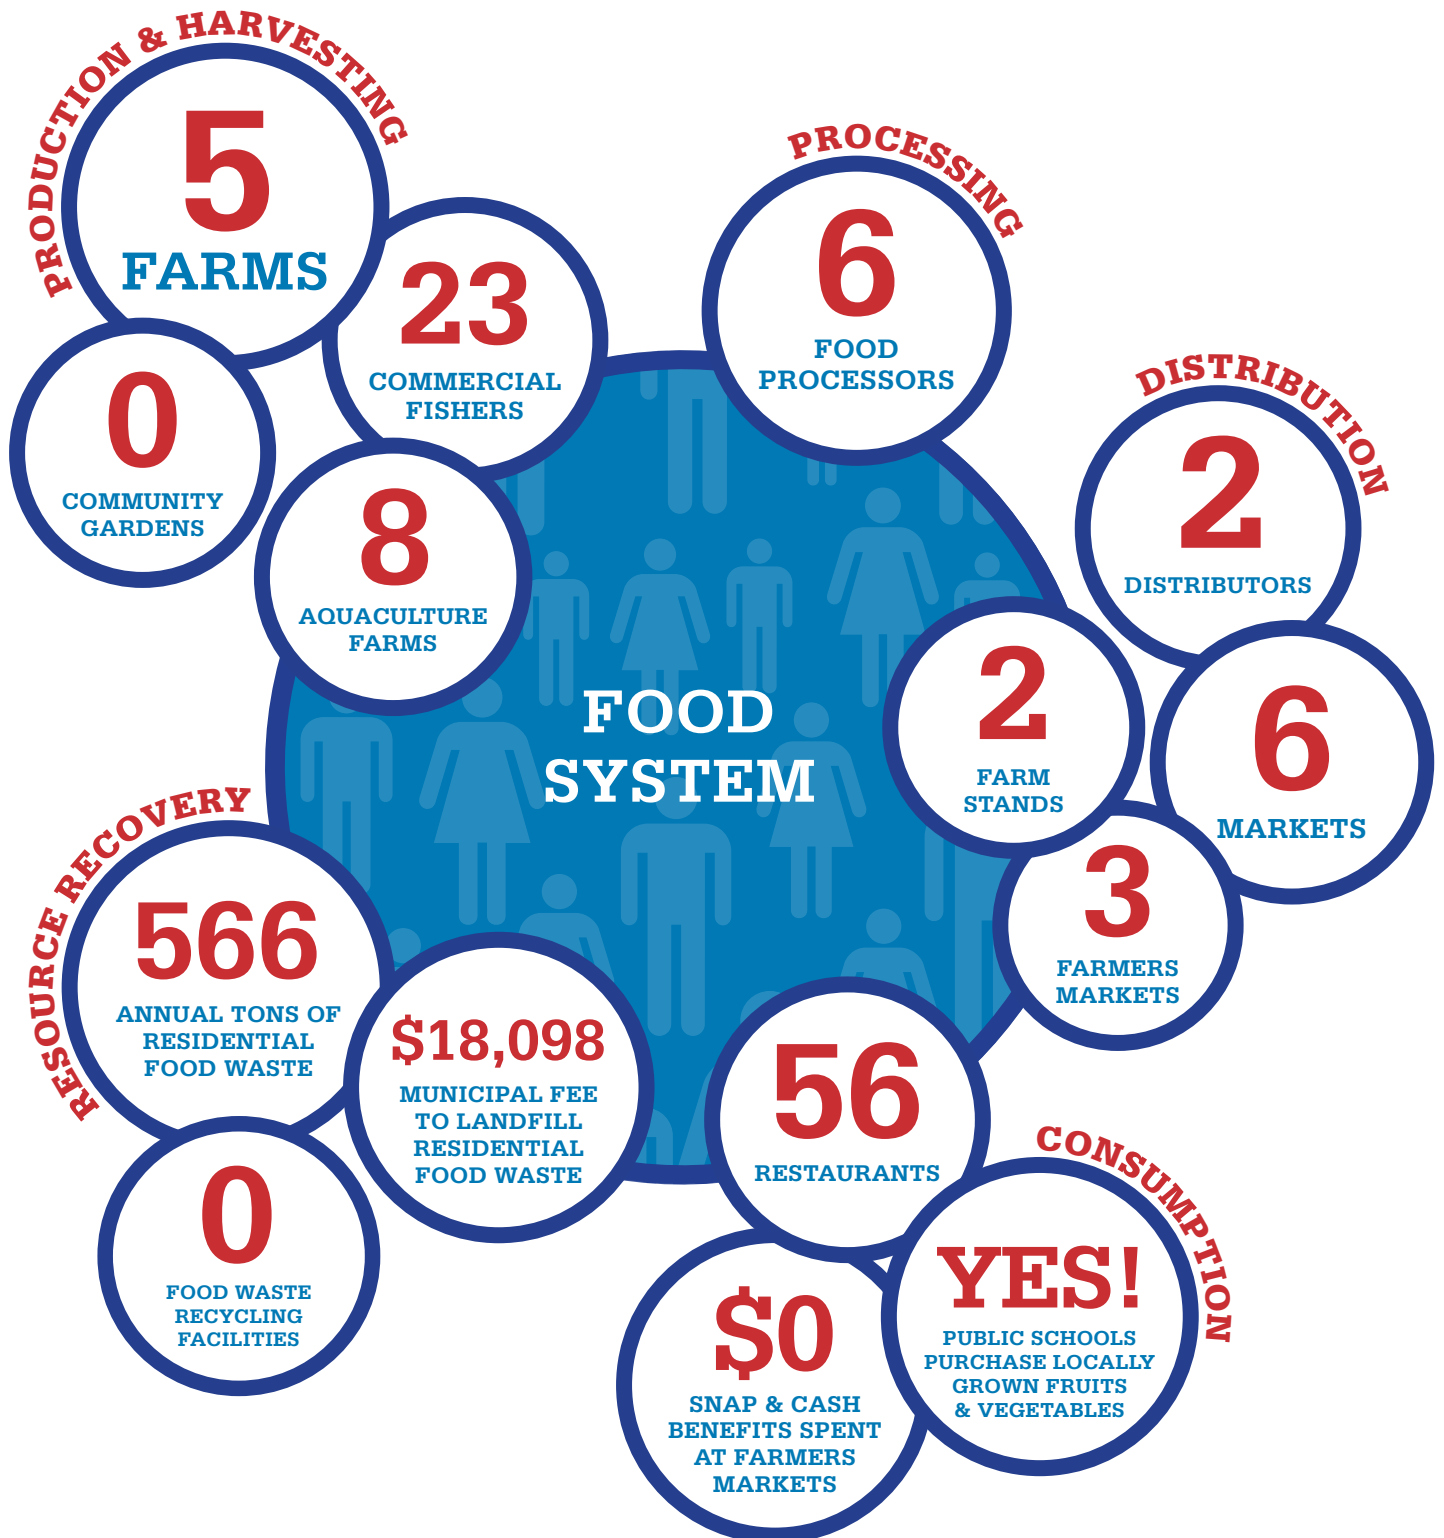 PRODUCTION & HARVESTING
5
FARMS
23
COMMERCIAL
FISHERS
0
COMMUNITY
GARDENS
8
AQUACULTURE
FARMS
PROCESSING
6
FOOD
PROCESSORS
DISTRIBUTION
2
DISTRIBUTORS
2
FARM
STANDS
6
MARKETS
3
FARMERS
MARKETS
FOOD
SYSTEM
RESOURCE RECOVERY
566
ANNUAL TONS OF
RESIDENTIAL
FOOD WASTE
$18,098
MUNICIPAL FEE
TO LANDFILL
RESIDENTIAL
FOOD WASTE
0
FOOD WASTE
RECYCLING
FACILITIES
CONSUMPTION
56
RESTAURANTS
YES!
PUBLIC SCHOOLS
PURCHASE LOCALLY
GROWN FRUITS
& VEGETABLES
$0
SNAP & CASH
BENEFITS SPENT
AT FARMERS
MARKETS